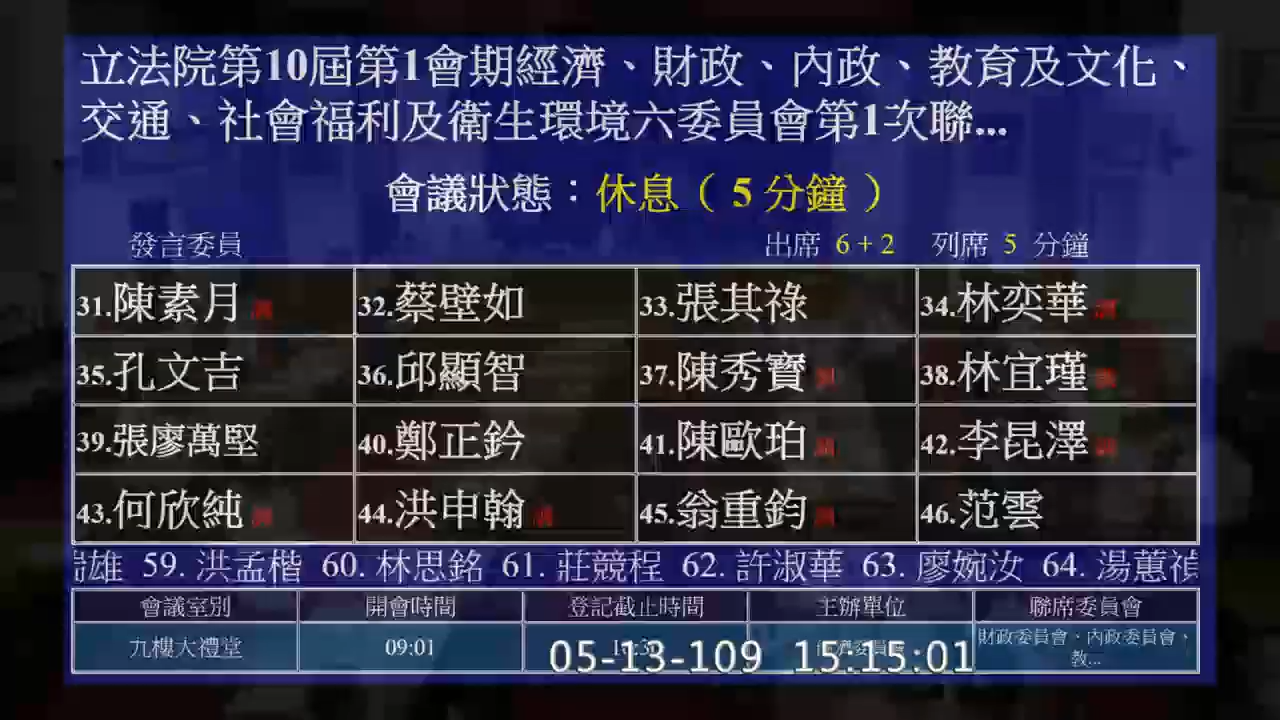 立法院第10屆第1會期經濟、財政、內政、教育及文化、
交通、社會福利及衛生環境六委員會第1次聯...
會議狀態：休息（ 5 分鐘 ）
發言委員 出席 6 + 2 列席 5 分鐘
31.陳素月 32.蔡壁如 33.張其祿 34.林奕華
35.孔文吉 36.邱顯智 37.陳秀寶 38.林宜瑾
39.張廖萬堅 40.鄭正鈐 41.陳歐珀 42.李昆澤
43.何欣純 44.洪申翰 45.翁重鈞 46.范雲
雄 59. 洪孟楷 60. 林思銘 61. 莊競程 62. 許淑華 63. 廖婉汝 64. 湯蕙禎
會議室別 開會時間 登記截止時間 主辦單位 聯席委員會
九樓大禮堂 09:01 財政委員會、內政委員會、
教...
05-13-109 15:15:01